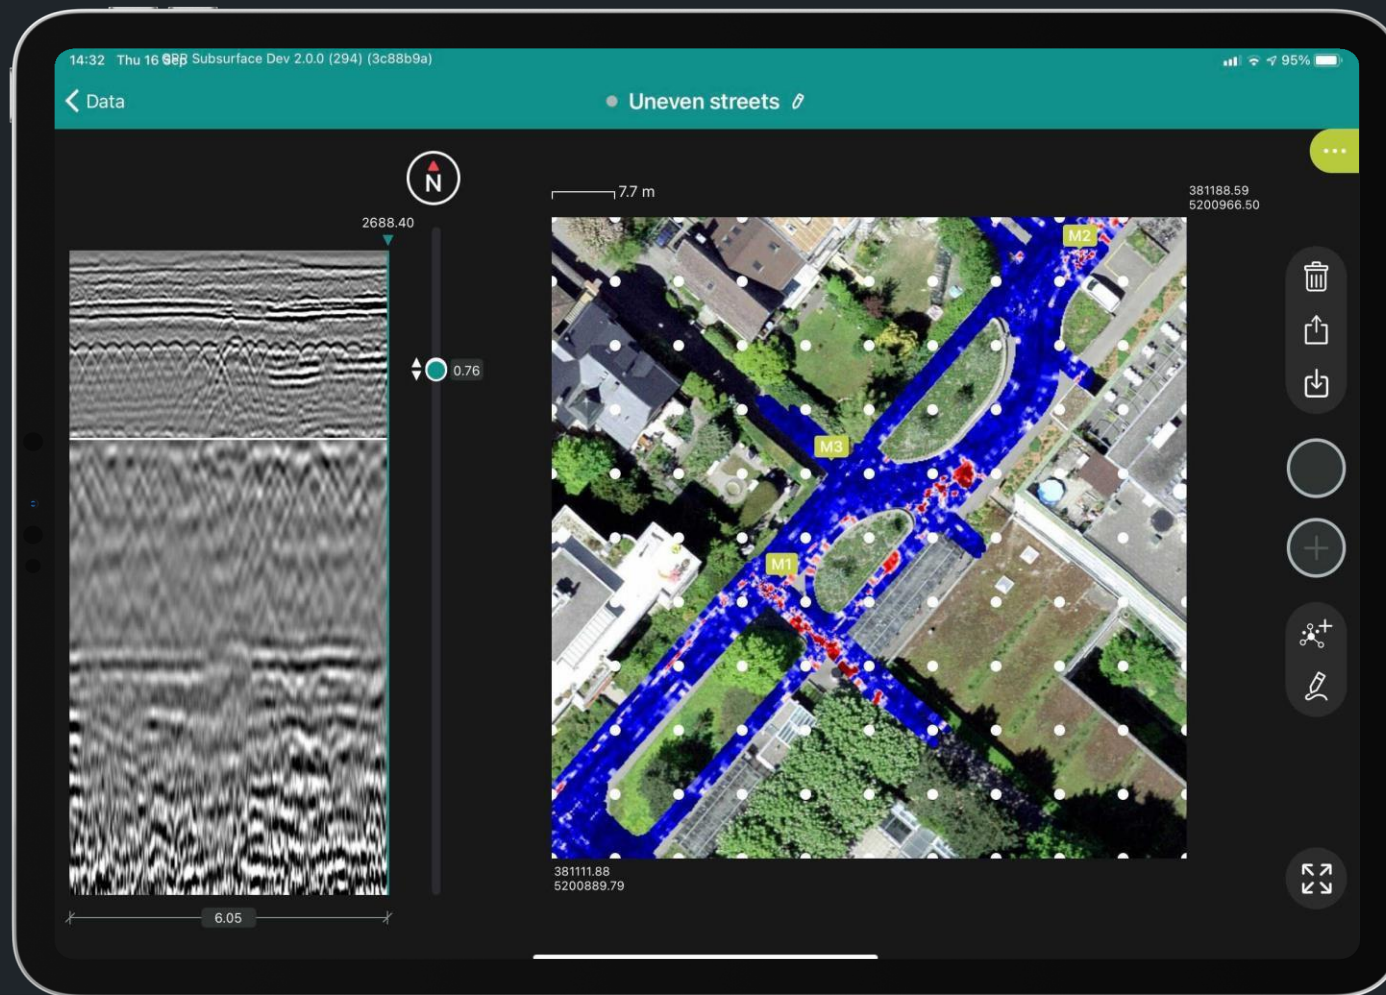 14:32 Thu 16 Sep GPR Subsurface Dev 2.0.0 (294) (3c88b9a)
95%
Data
Uneven streets
N
2688.40
7.7 m
381188.59
5200966.50
M2
0.76
M3
M1
381111.88
5200889.79
6.05